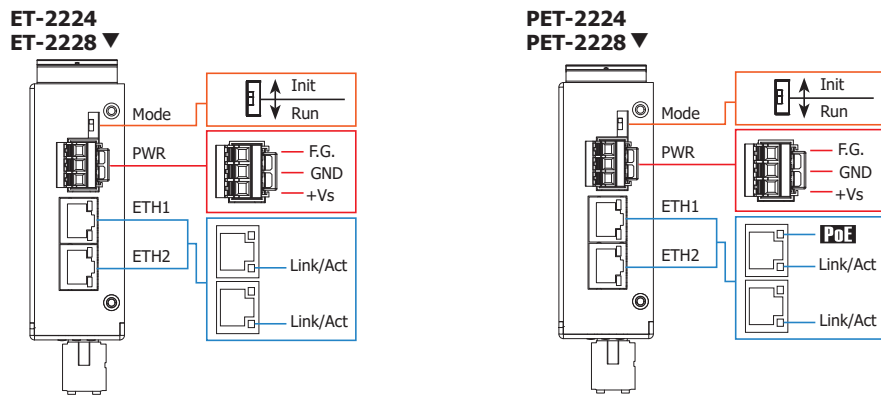 ET-2224
ET-2228 ▼
Init
Run
Mode
PWR
F.G.
GND
+Vs
ETH1
ETH2
Link/Act
Link/Act
PET-2224
PET-2228 ▼
Init
Run
Mode
PWR
F.G.
GND
+Vs
ETH1
ETH2
PoE
Link/Act
Link/Act